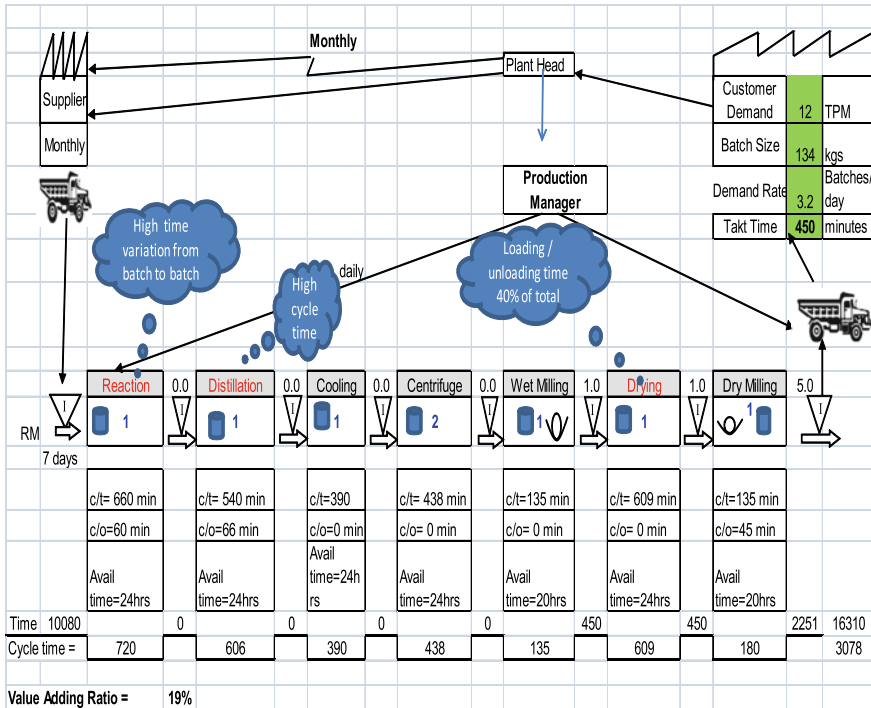 Monthly
Plant Head
Supplier
Monthly
Customer
Demand
12
TPM
Batch Size
134
kgs
Demand Rate
3.2
Batches/
day
Takt Time
450
minutes
Production
Manager
High time
variation from
batch to batch
High
cycle
time
daily
Loading /
unloading time
40% of total
Reaction
0.0
Distillation
0.0
Cooling
0.0
Centrifuge
0.0
Wet Milling
1.0
Drying
1.0
Dry Milling
5.0
RM
I
1
I
1
I
1
I
2
I
1
I
1
I
1
I
7 days
c/t= 660 min
c/t= 540 min
c/t=390
c/t= 438 min
c/t=135 min
c/t= 609 min
c/t=135 min
c/o=60 min
c/o=66 min
c/o=0 min
c/o= 0 min
c/o= 0 min
c/o= 0 min
c/o=45 min
Avail
time=24hrs
Avail
time=24hrs
Avail
time=24h
rs
Avail
time=24hrs
Avail
time=20hrs
Avail
time=24hrs
Avail
time=20hrs
Time 10080 0 0 0 0 450 450 2251 16310
Cycle time = 720 606 390 438 135 609 180 3078
Value Adding Ratio = 19%